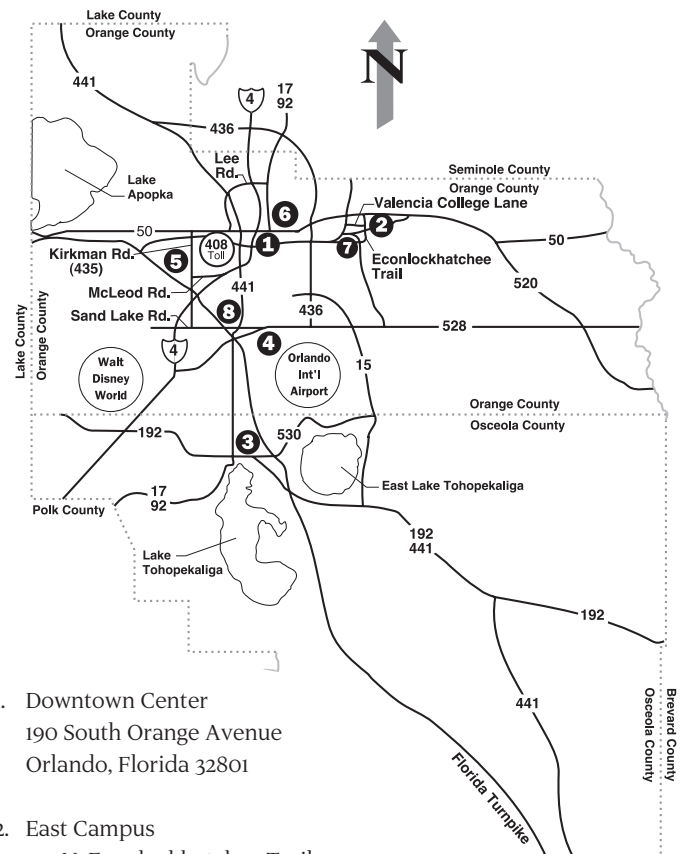 Lake County
Orange County
441
4
17
92
N
436
Lee
Rd.
Lake
Apopka
Seminole County
Orange County
Valencia College Lane
6
2
50
408
Toll
1
7
50
Kirkman Rd.
(435)
5
Econlockhatchee
Trail
McLeod Rd.
441
520
8
436
Sand Lake Rd.
528
Lake County
Orange County
4
4
Walt
Disney
World
Orlando
Int'l
Airport
15
Orange County
Osceola County
192
3
530
East Lake Tohopekaliga
17
92
Polk County
192
441
Lake
Tohopekaliga
192
441
Osceola County
Brevard County
Florida Turnpike
. Downtown Center
190 South Orange Avenue
Orlando, Florida 32801
2. East Campus